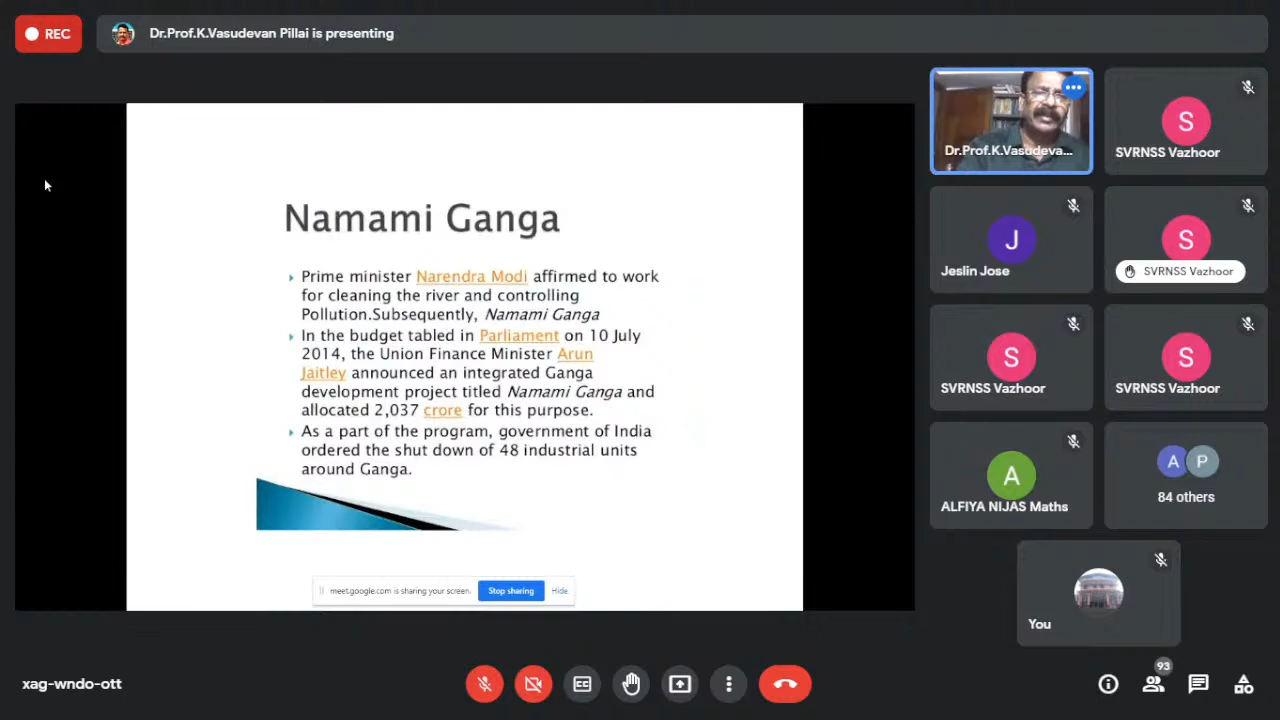 REC
Dr.Prof.K.Vasudevan Pillai is presenting
Namami Ganga
Prime minister Narendra Modi affirmed to work
for cleaning the river and controlling
Pollution.Subsequently, Namami Ganga
In the budget tabled in Parliament on 10 July
2014, the Union Finance Minister Arun
Jaitley announced an integrated Ganga
development project titled Namami Ganga and
allocated 2,037 crore for this purpose.
As a part of the program, government of India
ordered the shut down of 48 industrial units
around Ganga.
meet.google.com is sharing your screen.
Stop sharing
Hide
Dr.Prof.K.Vasudeva...
S
SVRNSS Vazhoor
J
Jeslin Jose
S
SVRNSS Vazhoor
S
SVRNSS Vazhoor
S
SVRNSS Vazhoor
A
ALFIYA NIJAS Maths
A P
84 others
You
xag-wndo-ott
CC
93